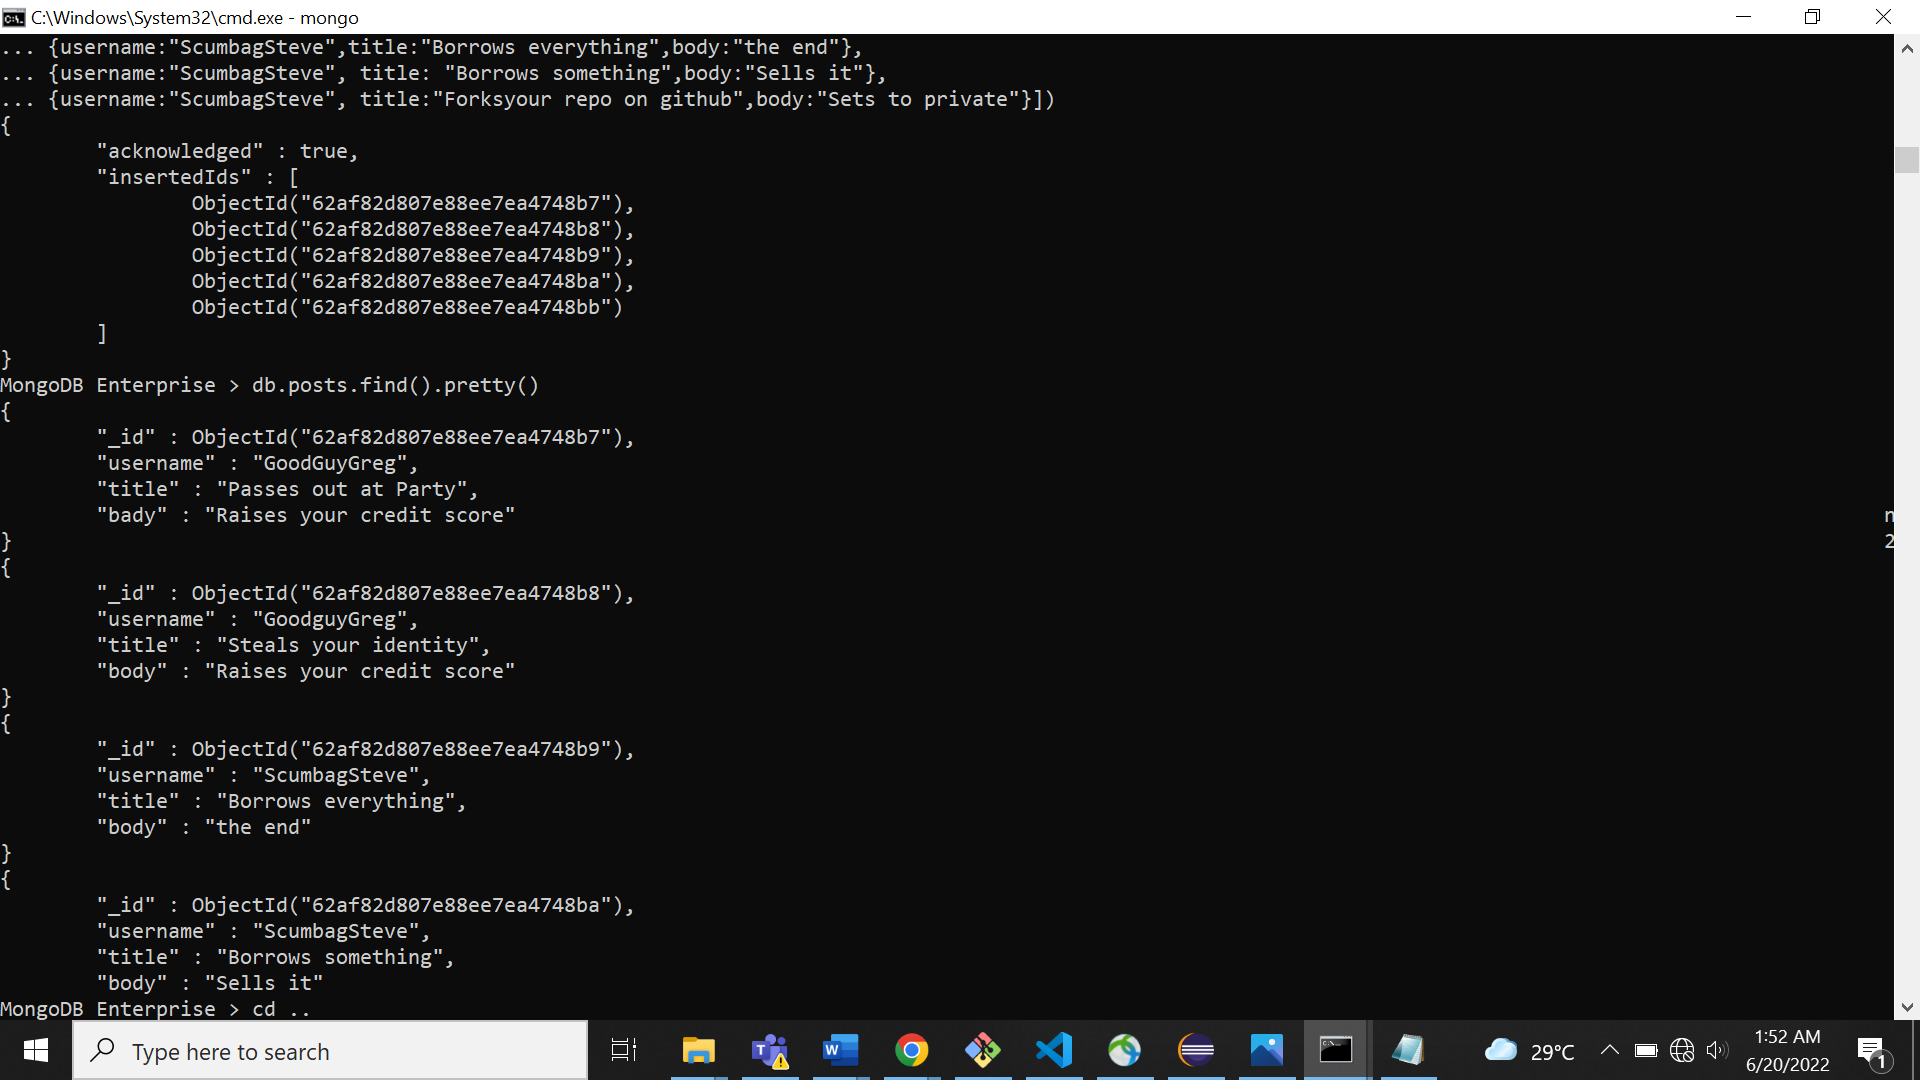 C:\Windows\System32\cmd.exe - mongo
... {username:"ScumbagSteve",title:"Borrows everything",body:"the end"},
... {username:"ScumbagSteve", title: "Borrows something",body:"Sells it"},
... {username:"ScumbagSteve", title:"Forksyour repo on github",body:"Sets to private"}])
{
"acknowledged" : true,
"insertedIds" : [
ObjectId("62af82d807e88ee7ea4748b7"),
ObjectId("62af82d807e88ee7ea4748b8"),
ObjectId("62af82d807e88ee7ea4748b9"),
ObjectId("62af82d807e88ee7ea4748ba"),
ObjectId("62af82d807e88ee7ea4748bb")
]
}
MongoDB Enterprise > db.posts.find().pretty()
{
"_id" : ObjectId("62af82d807e88ee7ea4748b7"),
"username" : "GoodGuyGreg",
"title" : "Passes out at Party",
"bady" : "Raises your credit score"
n
}
2
{
"_id" : ObjectId("62af82d807e88ee7ea4748b8"),
"username" : "GoodguyGreg",
"title" : "Steals your identity",
"body" : "Raises your credit score"
}
{
"_id" : ObjectId("62af82d807e88ee7ea4748b9"),
"username" : "ScumbagSteve",
"title" : "Borrows everything",
"body" : "the end"
}
{
"_id" : ObjectId("62af82d807e88ee7ea4748ba"),
"username" : "ScumbagSteve",
"title" : "Borrows something",
"body" : "Sells it"
MongoDB Enterprise > cd ..
Type here to search
29°C
1:52 AM
6/20/2022
1